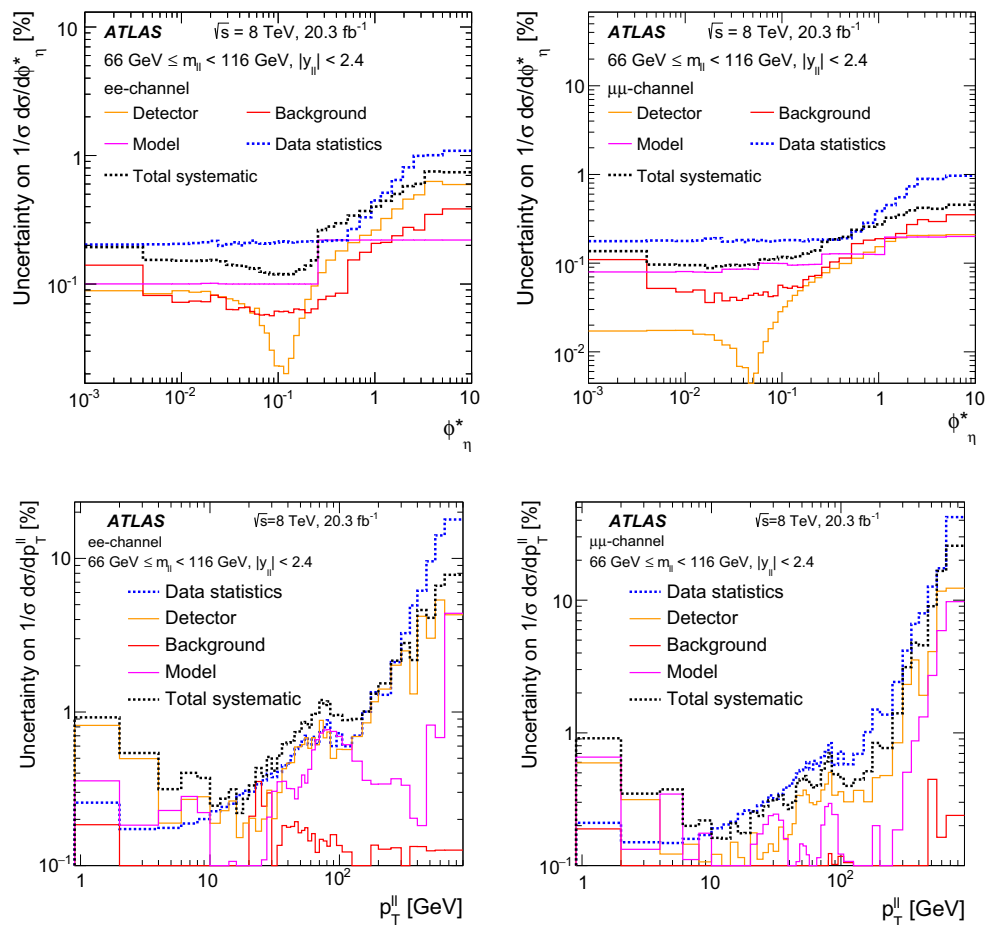 Uncertainty on 1/σ dσ/dϕ*η [%]
ATLAS √s = 8 TeV, 20.3 fb⁻¹
66 GeV ≤ mll < 116 GeV, |yll| < 2.4
ee-channel
Detector Background
Model Data statistics
Total systematic
10
1
10⁻¹
10⁻³ 10⁻² 10⁻¹ 1 10
ϕ*η
Uncertainty on 1/σ dσ/dϕ*η [%]
ATLAS √s = 8 TeV, 20.3 fb⁻¹
66 GeV ≤ mll < 116 GeV, |yll| < 2.4
μμ-channel
Detector Background
Model Data statistics
Total systematic
10
1
10⁻¹
10⁻²
10⁻³ 10⁻² 10⁻¹ 1 10
ϕ*η
Uncertainty on 1/σ dσ/dpTll [%]
ATLAS √s=8 TeV, 20.3 fb⁻¹
ee-channel
66 GeV ≤ mll < 116 GeV, |yll| < 2.4
Data statistics
Detector
Background
Model
Total systematic
10
1
10⁻¹
1 10 10²
pTll [GeV]
Uncertainty on 1/σ dσ/dpTll [%]
ATLAS √s=8 TeV, 20.3 fb⁻¹
μμ-channel
66 GeV ≤ mll < 116 GeV, |yll| < 2.4
Data statistics
Detector
Background
Model
Total systematic
10
1
10⁻¹
1 10 10²
pTll [GeV]